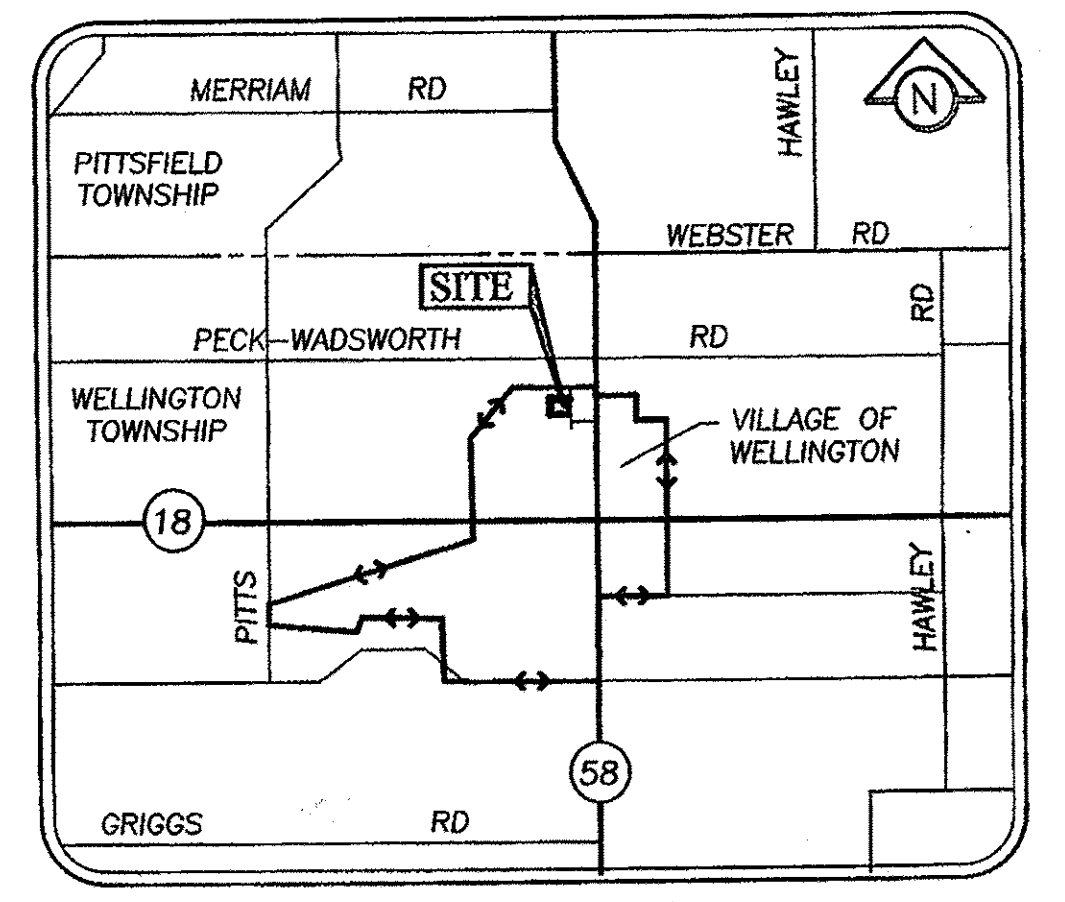 MERRIAM RD
HAWLEY
N
PITTSFIELD
TOWNSHIP
WEBSTER RD
SITE
RD
PECK-WADSWORTH RD
WELLINGTON
TOWNSHIP
VILLAGE OF
WELLINGTON
18
PITTS
HAWLEY
58
GRIGGS RD